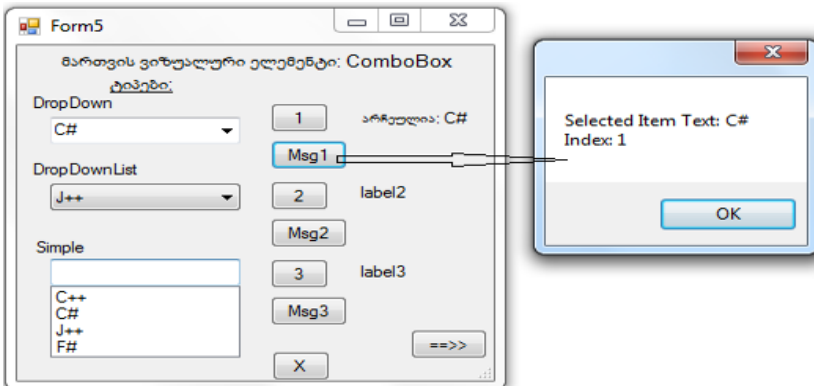 Form5
მართვის ვიზუალური ელემენტი: ComboBox
ტიპები:
DropDown
C#
1
არჩეულია: C#
Msg1
DropDownList
J++
2
label2
Msg2
Simple
3
label3
C++
C#
J++
F#
Msg3
==>>
X
Selected Item Text: C#
Index: 1
OK